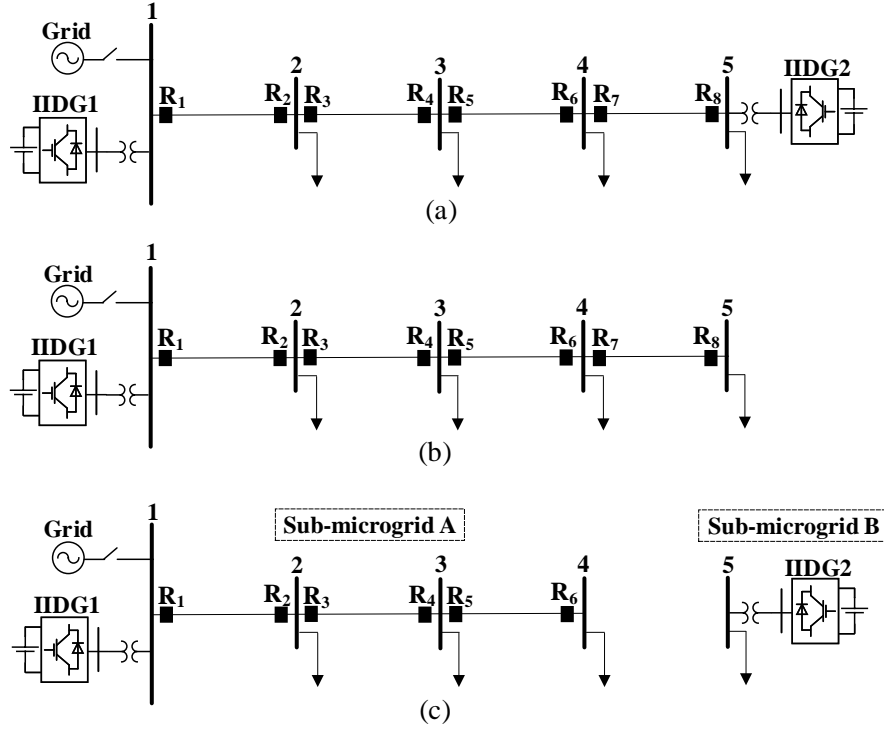 1
Grid
IIDG1
R1
2
R2 R3
3
R4 R5
4
R6 R7
5
R8
IIDG2
(a)
1
Grid
IIDG1
R1
2
R2 R3
3
R4 R5
4
R6 R7
5
R8
(b)
1
Grid
IIDG1
R1
Sub-microgrid A
2
R2 R3
3
R4 R5
4
R6
Sub-microgrid B
5
IIDG2
(c)